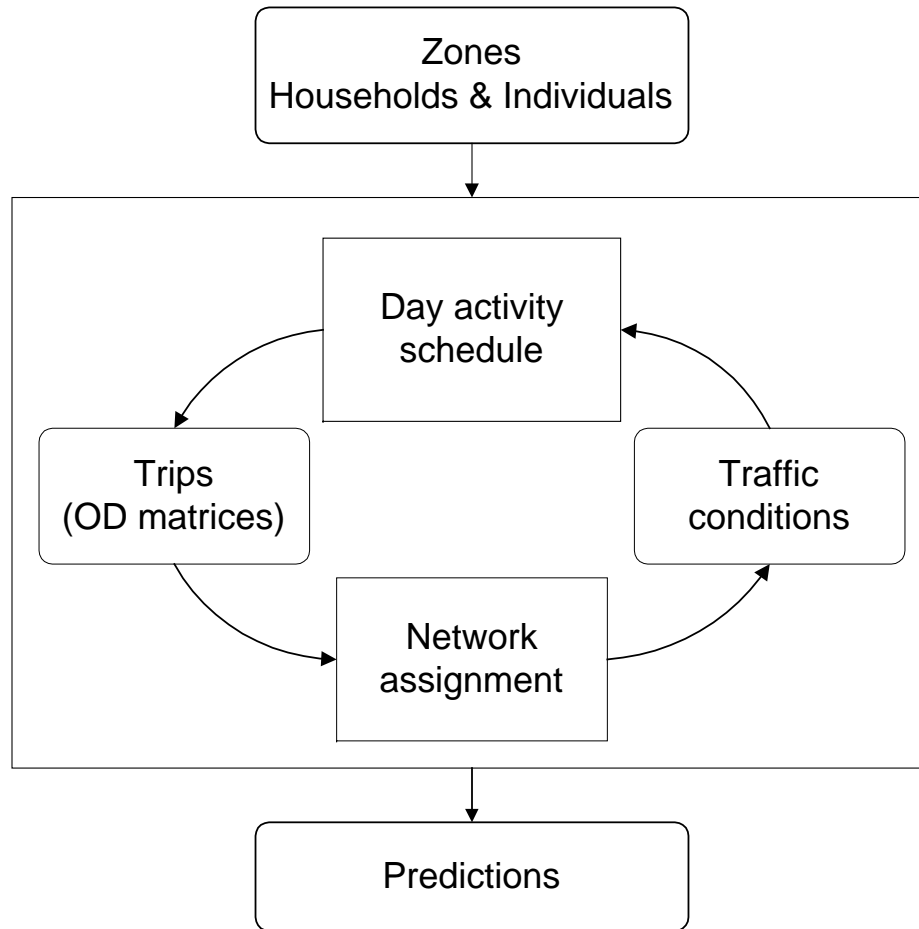 Zones
Households & Individuals
Day activity
schedule
Trips
(OD matrices)
Traffic
conditions
Network
assignment
Predictions